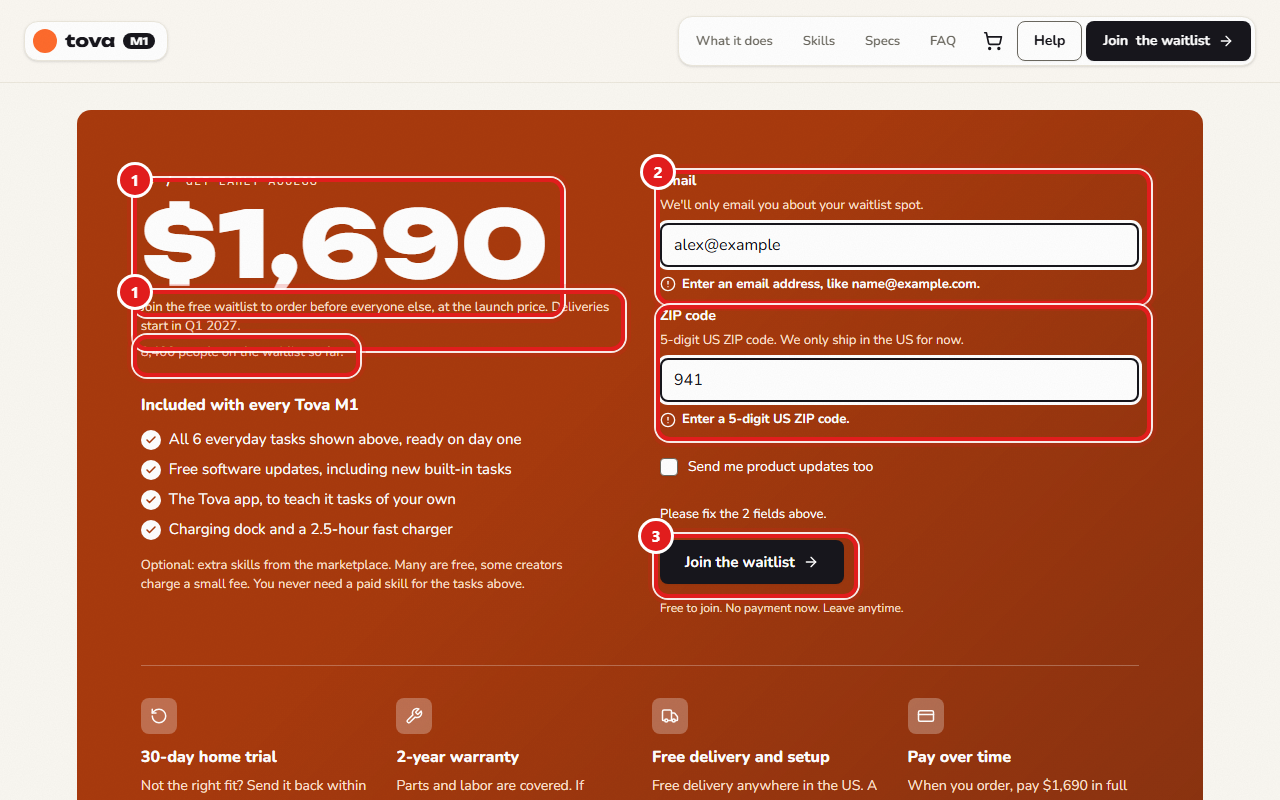 tova M1
What it does
Skills
Specs
FAQ
Help
Join the waitlist
1
$1,690
1
Join the free waitlist to order before everyone else, at the launch price. Deliveries
start in Q1 2027.
people on the waitlist so far.
Included with every Tova M1
All 6 everyday tasks shown above, ready on day one
Free software updates, including new built-in tasks
The Tova app, to teach it tasks of your own
Charging dock and a 2.5-hour fast charger
Optional: extra skills from the marketplace. Many are free, some creators
charge a small fee. You never need a paid skill for the tasks above.
2
Email
We'll only email you about your waitlist spot.
alex@example
Enter an email address, like name@example.com.
ZIP code
5-digit US ZIP code. We only ship in the US for now.
941
Enter a 5-digit US ZIP code.
Send me product updates too
Please fix the 2 fields above.
3
Join the waitlist
Free to join. No payment now. Leave anytime.
30-day home trial
Not the right fit? Send it back within
2-year warranty
Parts and labor are covered. If
Free delivery and setup
Free delivery anywhere in the US. A
Pay over time
When you order, pay $1,690 in full